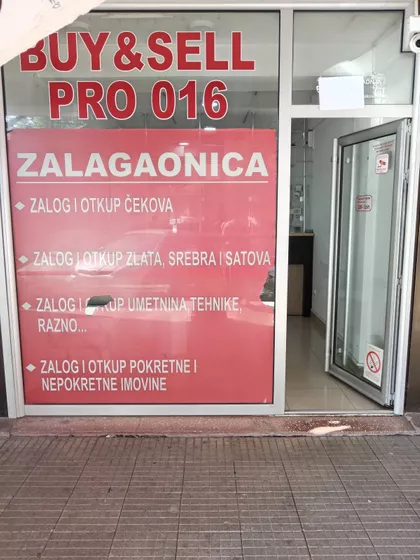 BUY&SELL
PRO 016
ZALAGAONICA
ZALOG I OTKUP ČEKOVA
ZALOG I OTKUP ZLATA, SREBRA I SATOVA
ZALOG I OTKUP UMETNINA, TEHNIKE,
RAZNO...
ZALOG I OTKUP POKRETNE I
NEPOKRETNE IMOVINE